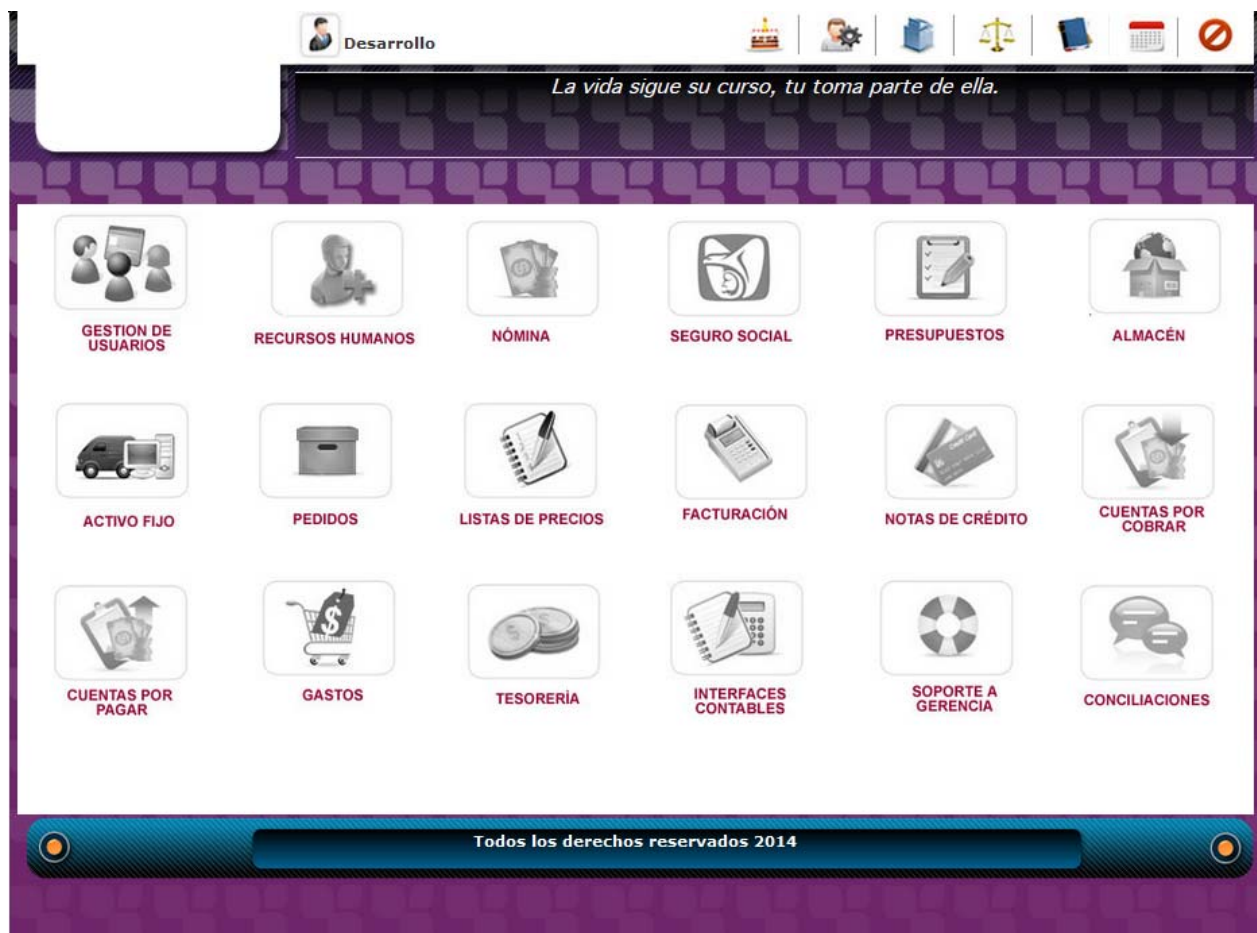 Desarrollo
La vida sigue su curso, tu toma parte de ella.
GESTION DE
USUARIOS
RECURSOS HUMANOS
NÓMINA
SEGURO SOCIAL
PRESUPUESTOS
ALMACÉN
ACTIVO FIJO
PEDIDOS
LISTAS DE PRECIOS
FACTURACIÓN
Credit Card
NOTAS DE CRÉDITO
CUENTAS POR
COBRAR
CUENTAS POR
PAGAR
GASTOS
TESORERÍA
INTERFACES
CONTABLES
SOPORTE A
GERENCIA
CONCILIACIONES
Todos los derechos reservados 2014